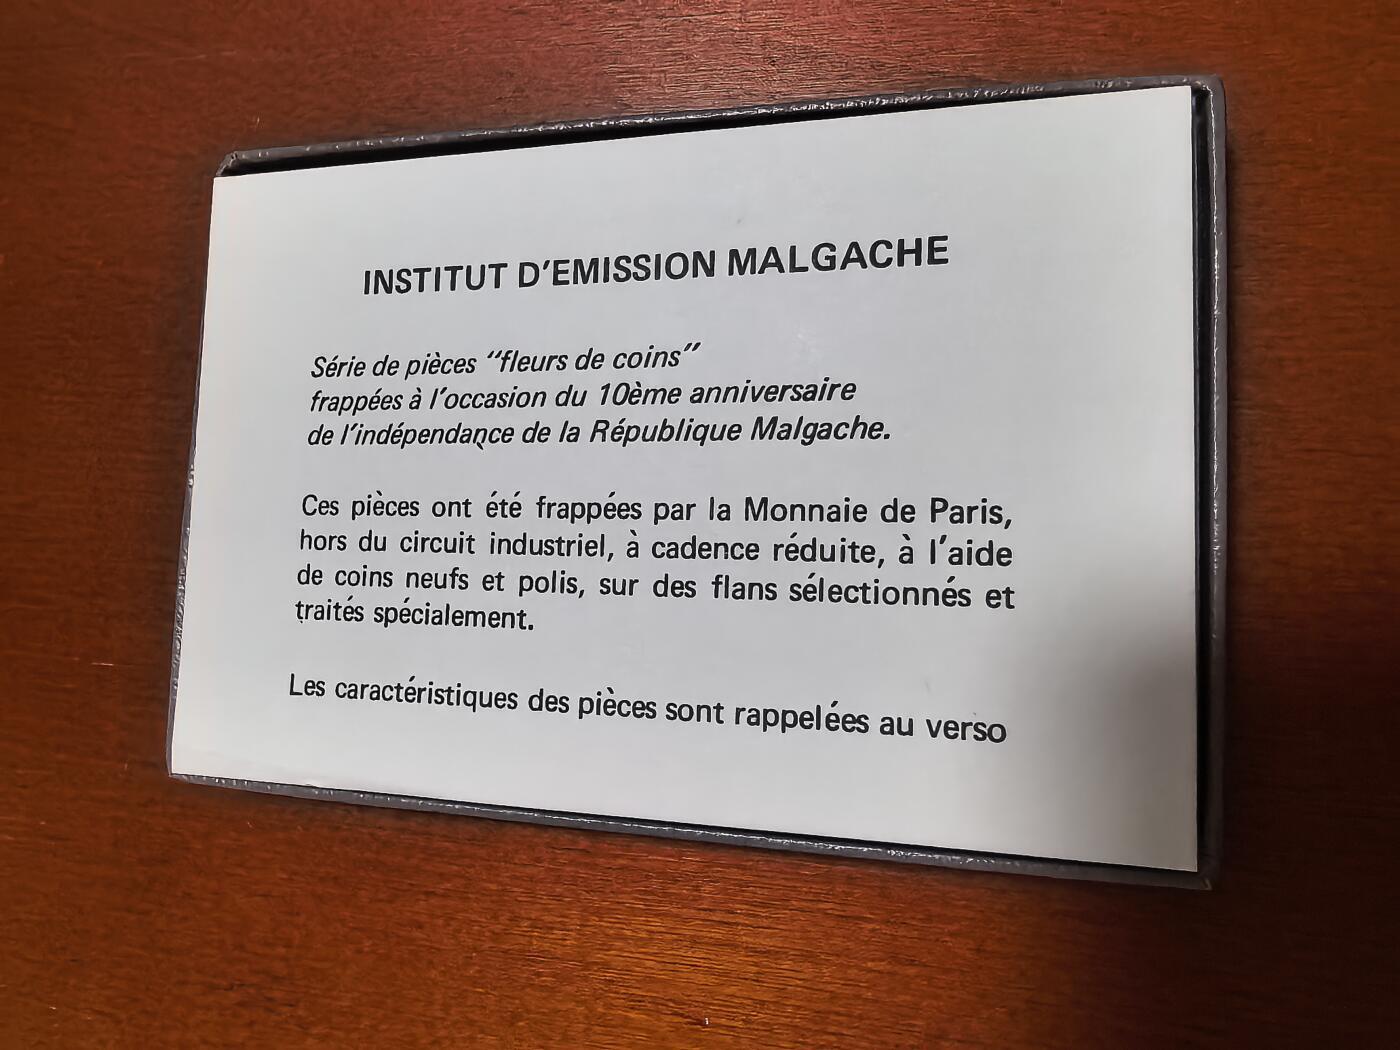 INSTITUT D'EMISSION MALGACHE
Série de pièces "fleurs de coins"
frappées à l'occasion du 10ème anniversaire
de l'indépendance de la République Malgache.
Ces pièces ont été frappées par la Monnaie de Paris,
hors du circuit industriel, à cadence réduite, à l'aide
de coins neufs et polis, sur des flans sélectionnés et
traités spécialement.
Les caractéristiques des pièces sont rappelées au verso